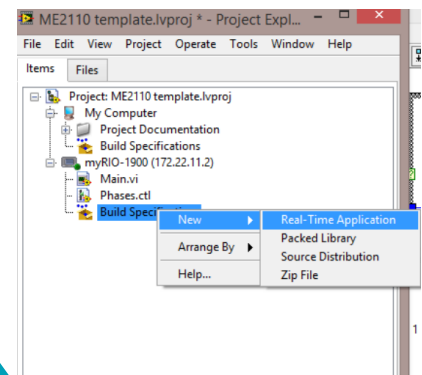 ME2110 template.lvproj * - Project Expl...
File Edit View Project Operate Tools Window Help
Items Files
Project: ME2110 template.lvproj
My Computer
Project Documentation
Build Specifications
myRIO-1900 (172.22.11.2)
Main.vi
Phases.ctl
Build Specifi
New Real-Time Application
Packed Library
Arrange By Source Distribution
Help... Zip File
1